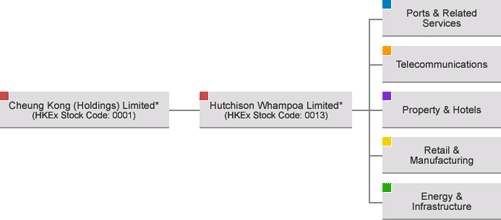 Ports & Related
Services
Telecommunications
Cheung Kong (Holdings) Limited*
(HKEx Stock Code: 0001)
Hutchison Whampoa Limited*
(HKEx Stock Code: 0013)
Property & Hotels
Retail &
Manufacturing
Energy &
Infrastructure